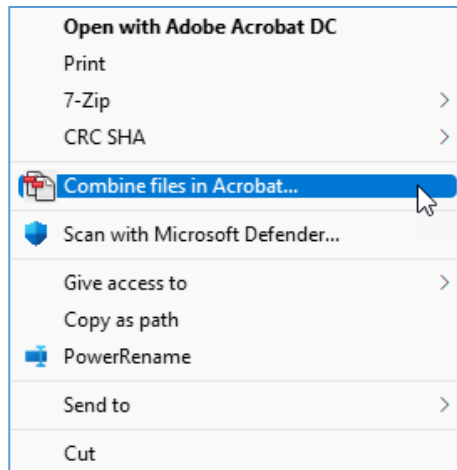 Open with Adobe Acrobat DC
Print
7-Zip
CRC SHA
Combine files in Acrobat...
Scan with Microsoft Defender...
Give access to
Copy as path
PowerRename
Send to
Cut